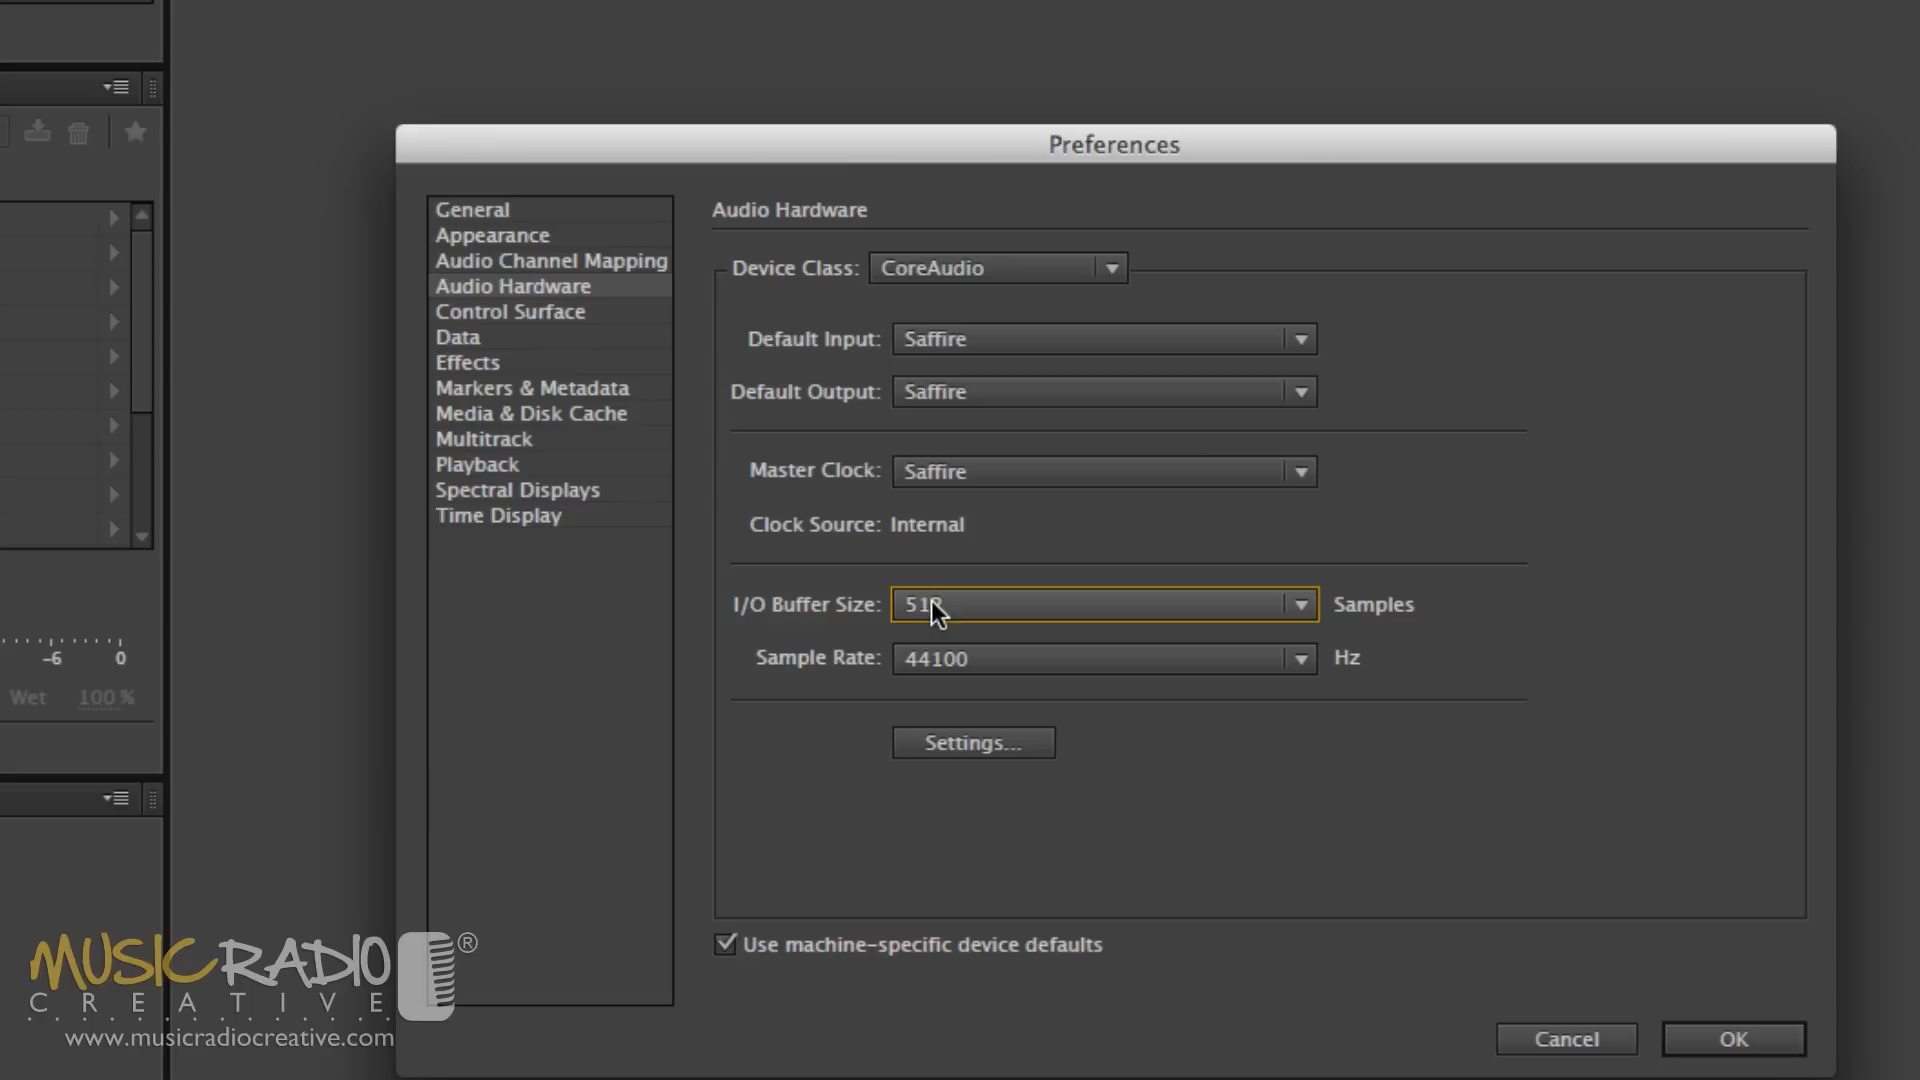 Preferences
General
Appearance
Audio Channel Mapping
Audio Hardware
Control Surface
Data
Effects
Markers & Metadata
Media & Disk Cache
Multitrack
Playback
Spectral Displays
Time Display
Audio Hardware
Device Class: CoreAudio
Default Input: Saffire
Default Output: Saffire
Master Clock: Saffire
Clock Source: Internal
I/O Buffer Size: Samples
Sample Rate: 44100 Hz
Settings...
Use machine-specific device defaults
Cancel OK
-6 0
Wet 100 %
MUSIC RADIO ®
CREATIVE
www.musicradiocreative.com